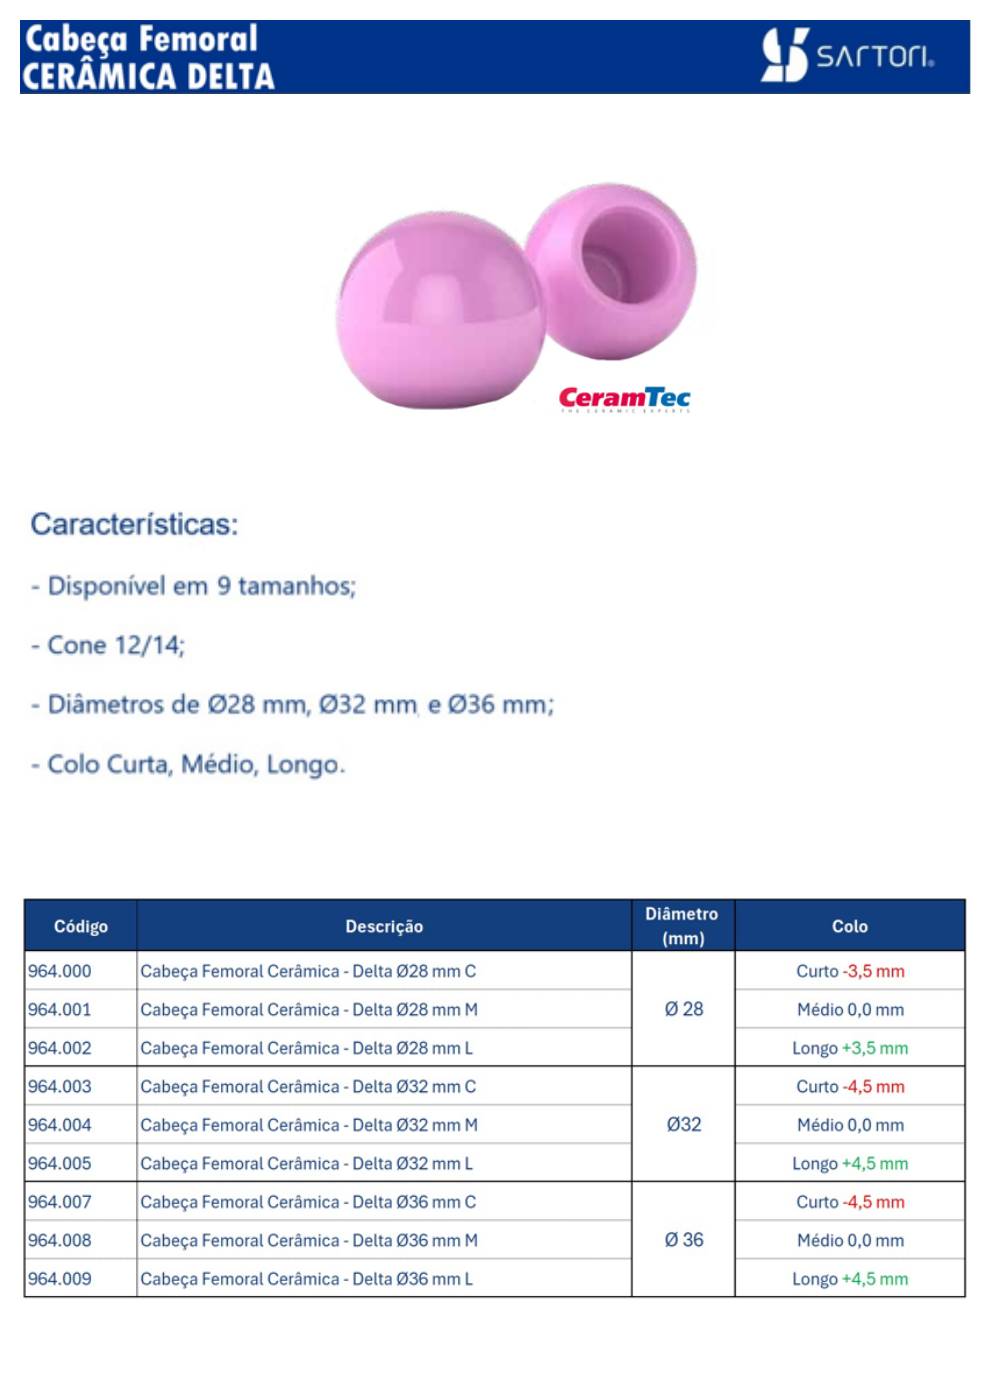 Cabeça Femoral
CERÂMICA DELTA
SARTORI®
CeramTec
THE CERAMIC EXPERTS
Características:
- Disponível em 9 tamanhos;
- Cone 12/14;
- Diâmetros de Ø28 mm, Ø32 mm e Ø36 mm;
- Colo Curta, Médio, Longo.
Código Descrição Diâmetro (mm) Colo
964.000 Cabeça Femoral Cerâmica - Delta Ø28 mm C Curto -3,5 mm
964.001 Cabeça Femoral Cerâmica - Delta Ø28 mm M Ø 28 Médio 0,0 mm
964.002 Cabeça Femoral Cerâmica - Delta Ø28 mm L Longo +3,5 mm
964.003 Cabeça Femoral Cerâmica - Delta Ø32 mm C Curto -4,5 mm
964.004 Cabeça Femoral Cerâmica - Delta Ø32 mm M Ø32 Médio 0,0 mm
964.005 Cabeça Femoral Cerâmica - Delta Ø32 mm L Longo +4,5 mm
964.007 Cabeça Femoral Cerâmica - Delta Ø36 mm C Curto -4,5 mm
964.008 Cabeça Femoral Cerâmica - Delta Ø36 mm M Ø 36 Médio 0,0 mm
964.009 Cabeça Femoral Cerâmica - Delta Ø36 mm L Longo +4,5 mm